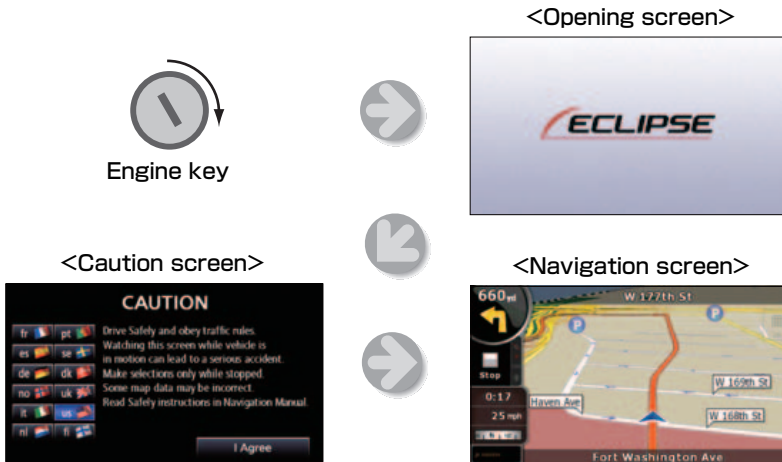 <Opening screen>
ECLIPSE
Engine key
<Caution screen>
CAUTION
fr pt
es se
de dk
no uk
it us
nl fi
Drive Safely and obey traffic rules.
Watching this screen while vehicle is
in motion can lead to a serious accident.
Make selections only while stopped.
Some map data may be incorrect.
Read Safely instructions in Navigation Manual.
I Agree
<Navigation screen>
660 yd
W 177th St
P
P
Stop
0:17
25 mph
Haven Ave
W 169th St
W 168th St
Fort Washington Ave